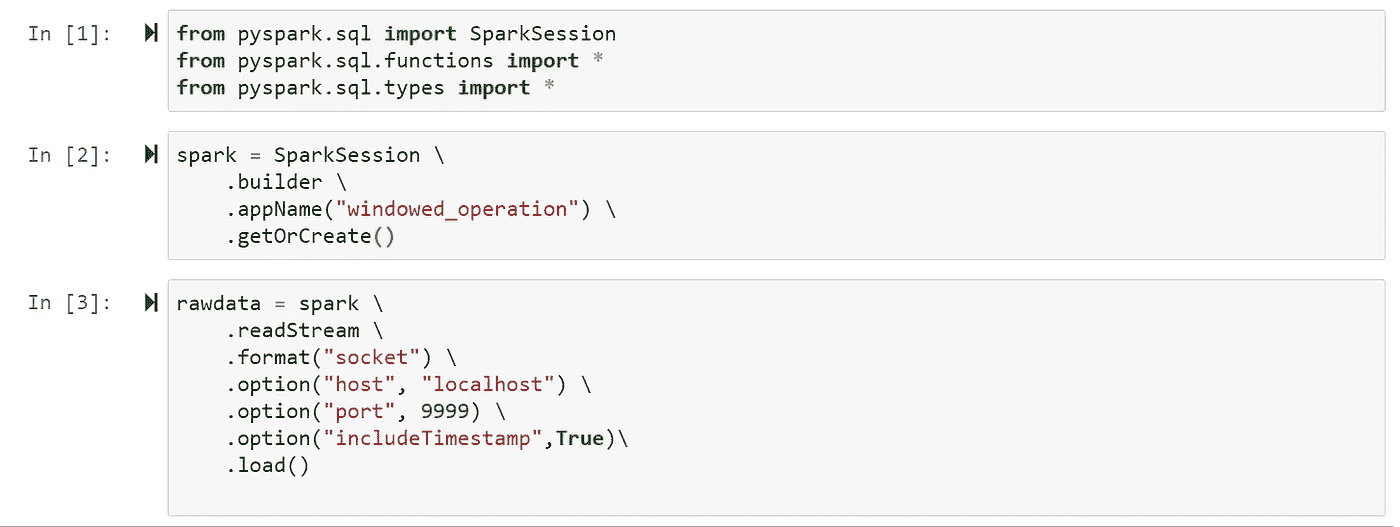 In [1]:
from pyspark.sql import SparkSession
from pyspark.sql.functions import *
from pyspark.sql.types import *
In [2]:
spark = SparkSession \
    .builder \
    .appName("windowed_operation") \
    .getOrCreate()
In [3]:
rawdata = spark \
    .readStream \
    .format("socket") \
    .option("host", "localhost") \
    .option("port", 9999) \
    .option("includeTimestamp",True)\
    .load()